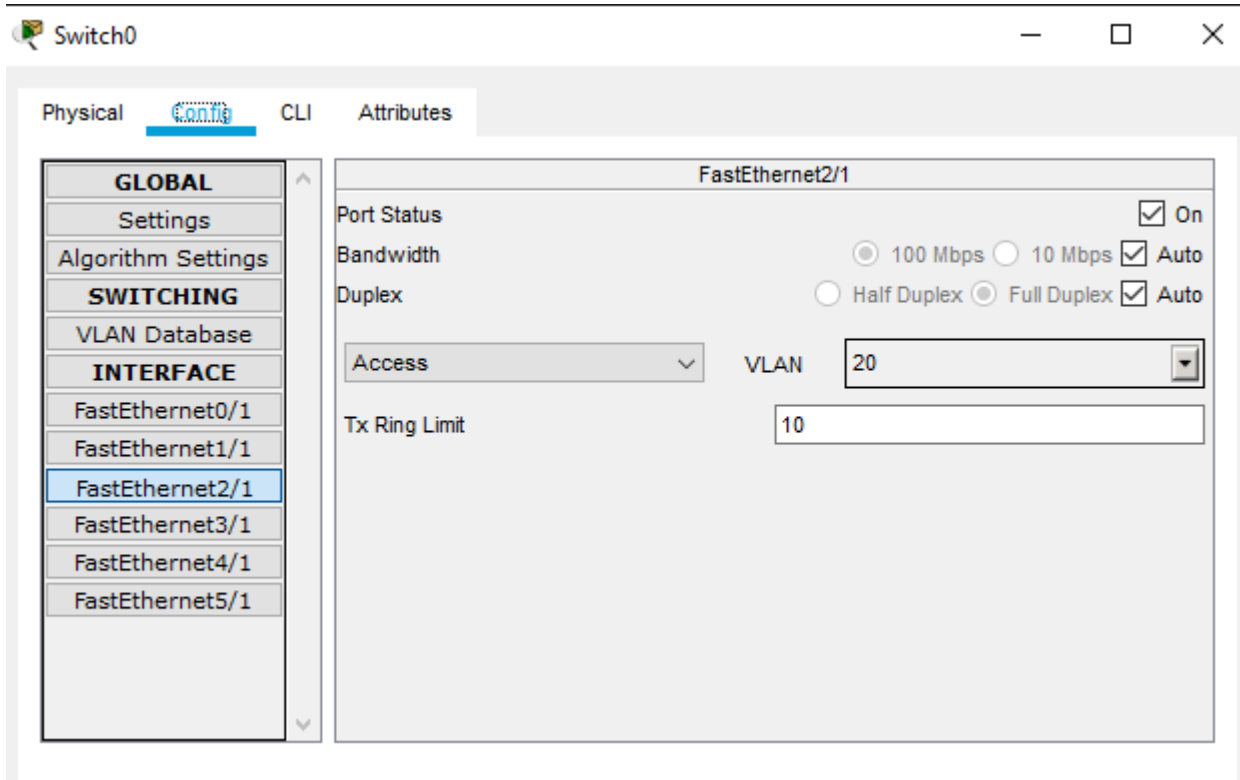 Switch0
Physical Config CLI Attributes
GLOBAL
Settings
Algorithm Settings
SWITCHING
VLAN Database
INTERFACE
FastEthernet0/1
FastEthernet1/1
FastEthernet2/1
FastEthernet3/1
FastEthernet4/1
FastEthernet5/1
FastEthernet2/1
Port Status On
Bandwidth 100 Mbps 10 Mbps Auto
Duplex Half Duplex Full Duplex Auto
Access VLAN 20
Tx Ring Limit 10